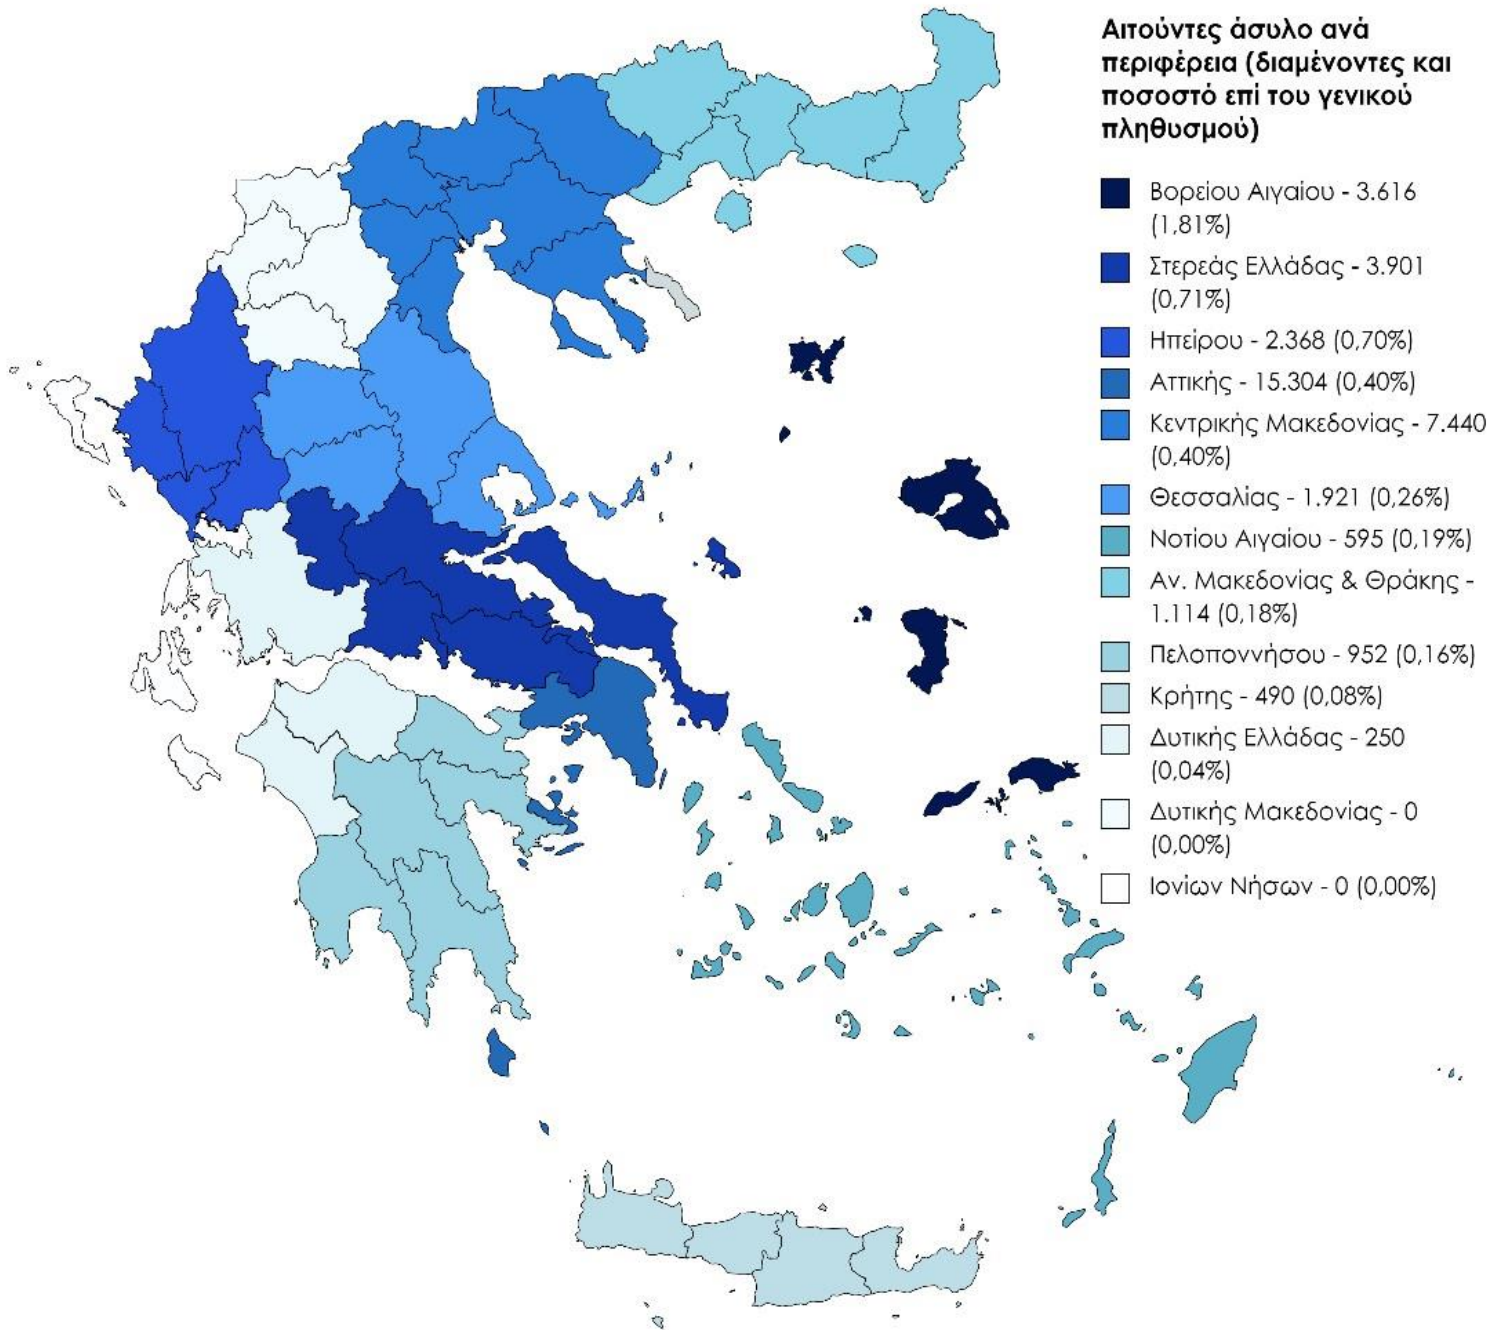 Αιτούντες άσυλο ανά
περιφέρεια (διαμένοντες και
ποσοστό επί του γενικού
πληθυσμού)
Βορείου Αιγαίου - 3.616
(1,81%)
Στερεάς Ελλάδας - 3.901
(0,71%)
Ηπείρου - 2.368 (0,70%)
Αττικής - 15.304 (0,40%)
Κεντρικής Μακεδονίας - 7.440
(0,40%)
Θεσσαλίας - 1.921 (0,26%)
Νοτίου Αιγαίου - 595 (0,19%)
Αν. Μακεδονίας & Θράκης -
1.114 (0,18%)
Πελοποννήσου - 952 (0,16%)
Κρήτης - 490 (0,08%)
Δυτικής Ελλάδας - 250
(0,04%)
Δυτικής Μακεδονίας - 0
(0,00%)
Ιονίων Νήσων - 0 (0,00%)